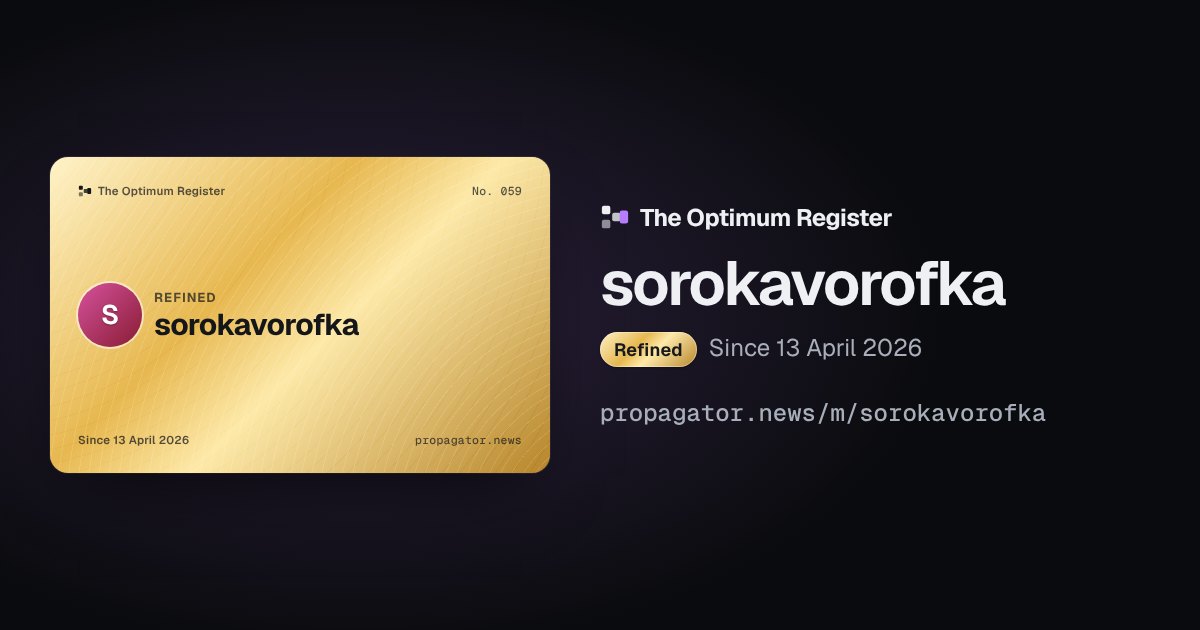 The Optimum Register
No. 059
S
REFINED
sorokavorofka
Since 13 April 2026
propagator.news
The Optimum Register
sorokavorofka
Refined
Since 13 April 2026
propagator.news/m/sorokavorofka